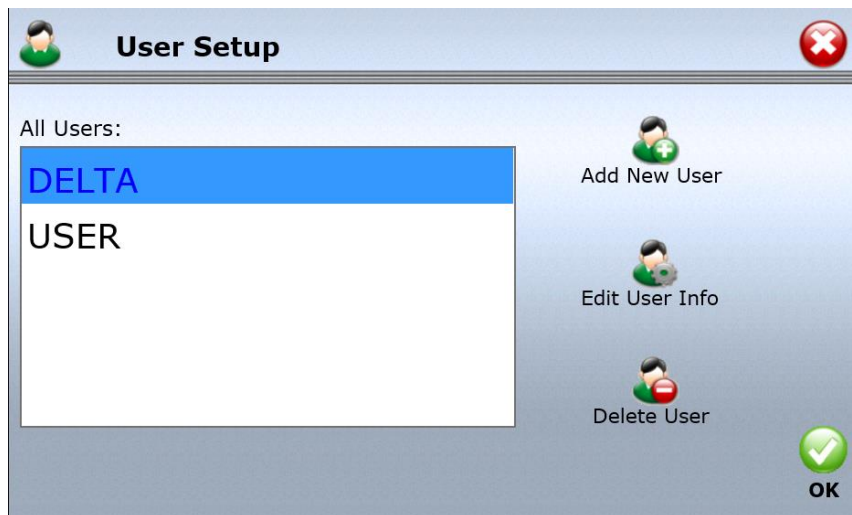 User Setup
All Users:
DELTA
USER
Add New User
Edit User Info
Delete User
OK